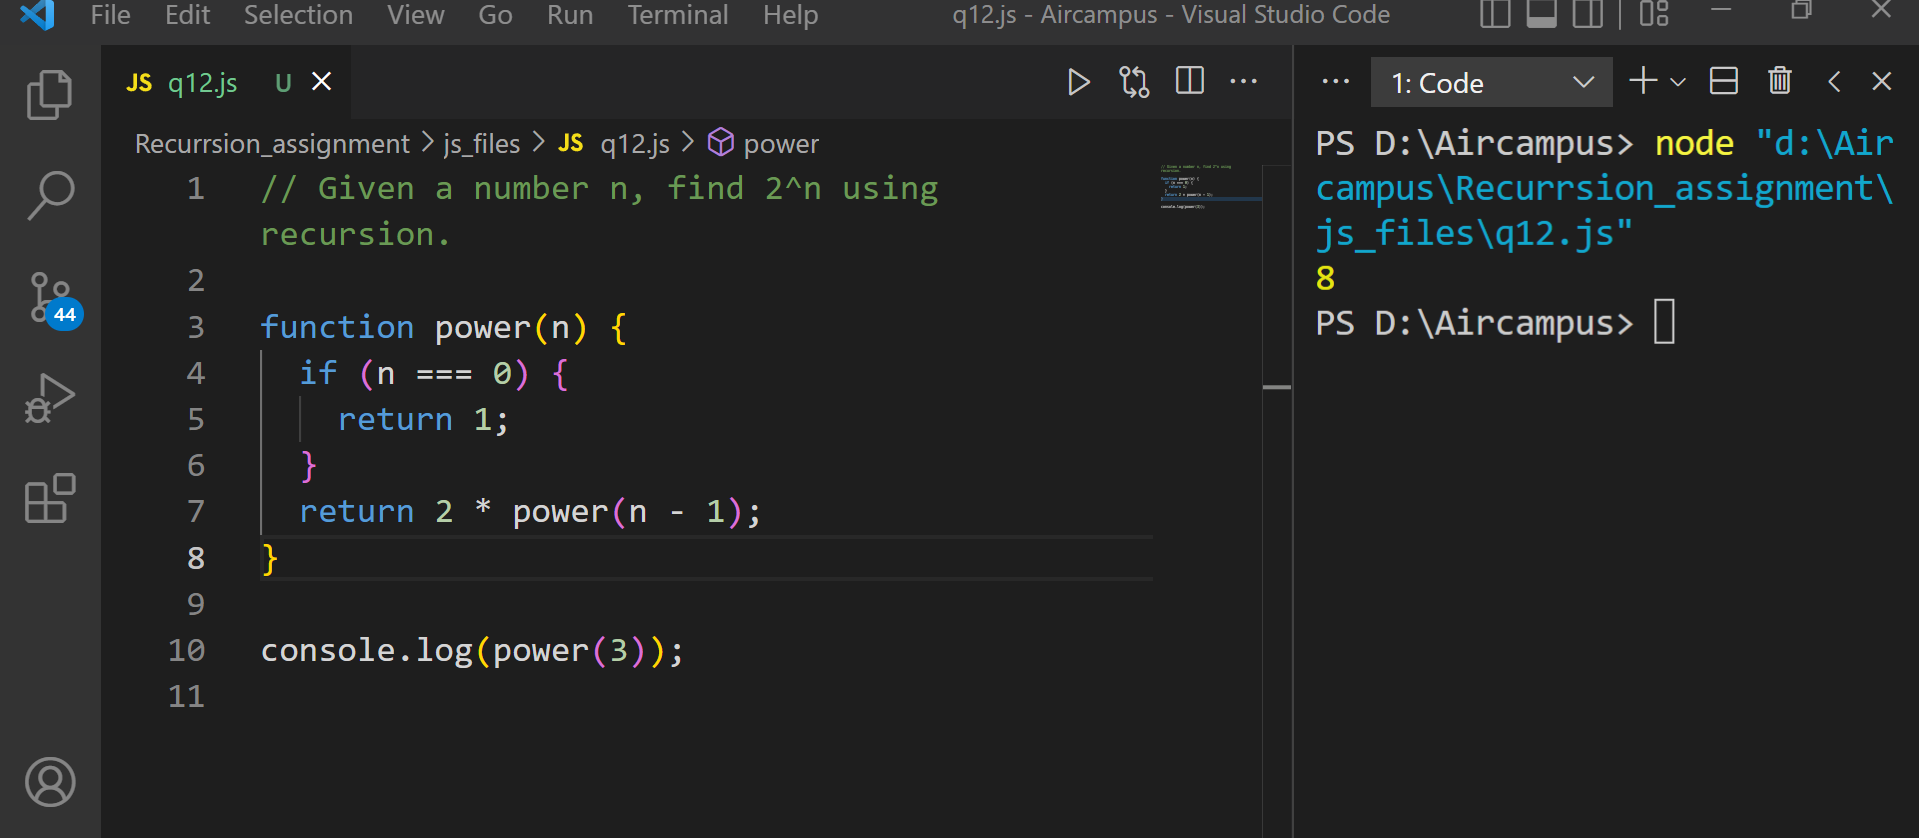 File Edit Selection View Go Run Terminal Help q12.js - Aircampus - Visual Studio Code
JS q12.js U
Recurrsion_assignment > js_files > JS q12.js > power
1 // Given a number n, find 2^n using
recursion.
2
3 function power(n) {
4 if (n === 0) {
5 return 1;
6 }
7 return 2 * power(n - 1);
8 }
9
10 console.log(power(3));
11
44
1: Code
PS D:\Aircampus> node "d:\Air
campus\Recurrsion_assignment\
js_files\q12.js"
8
PS D:\Aircampus>